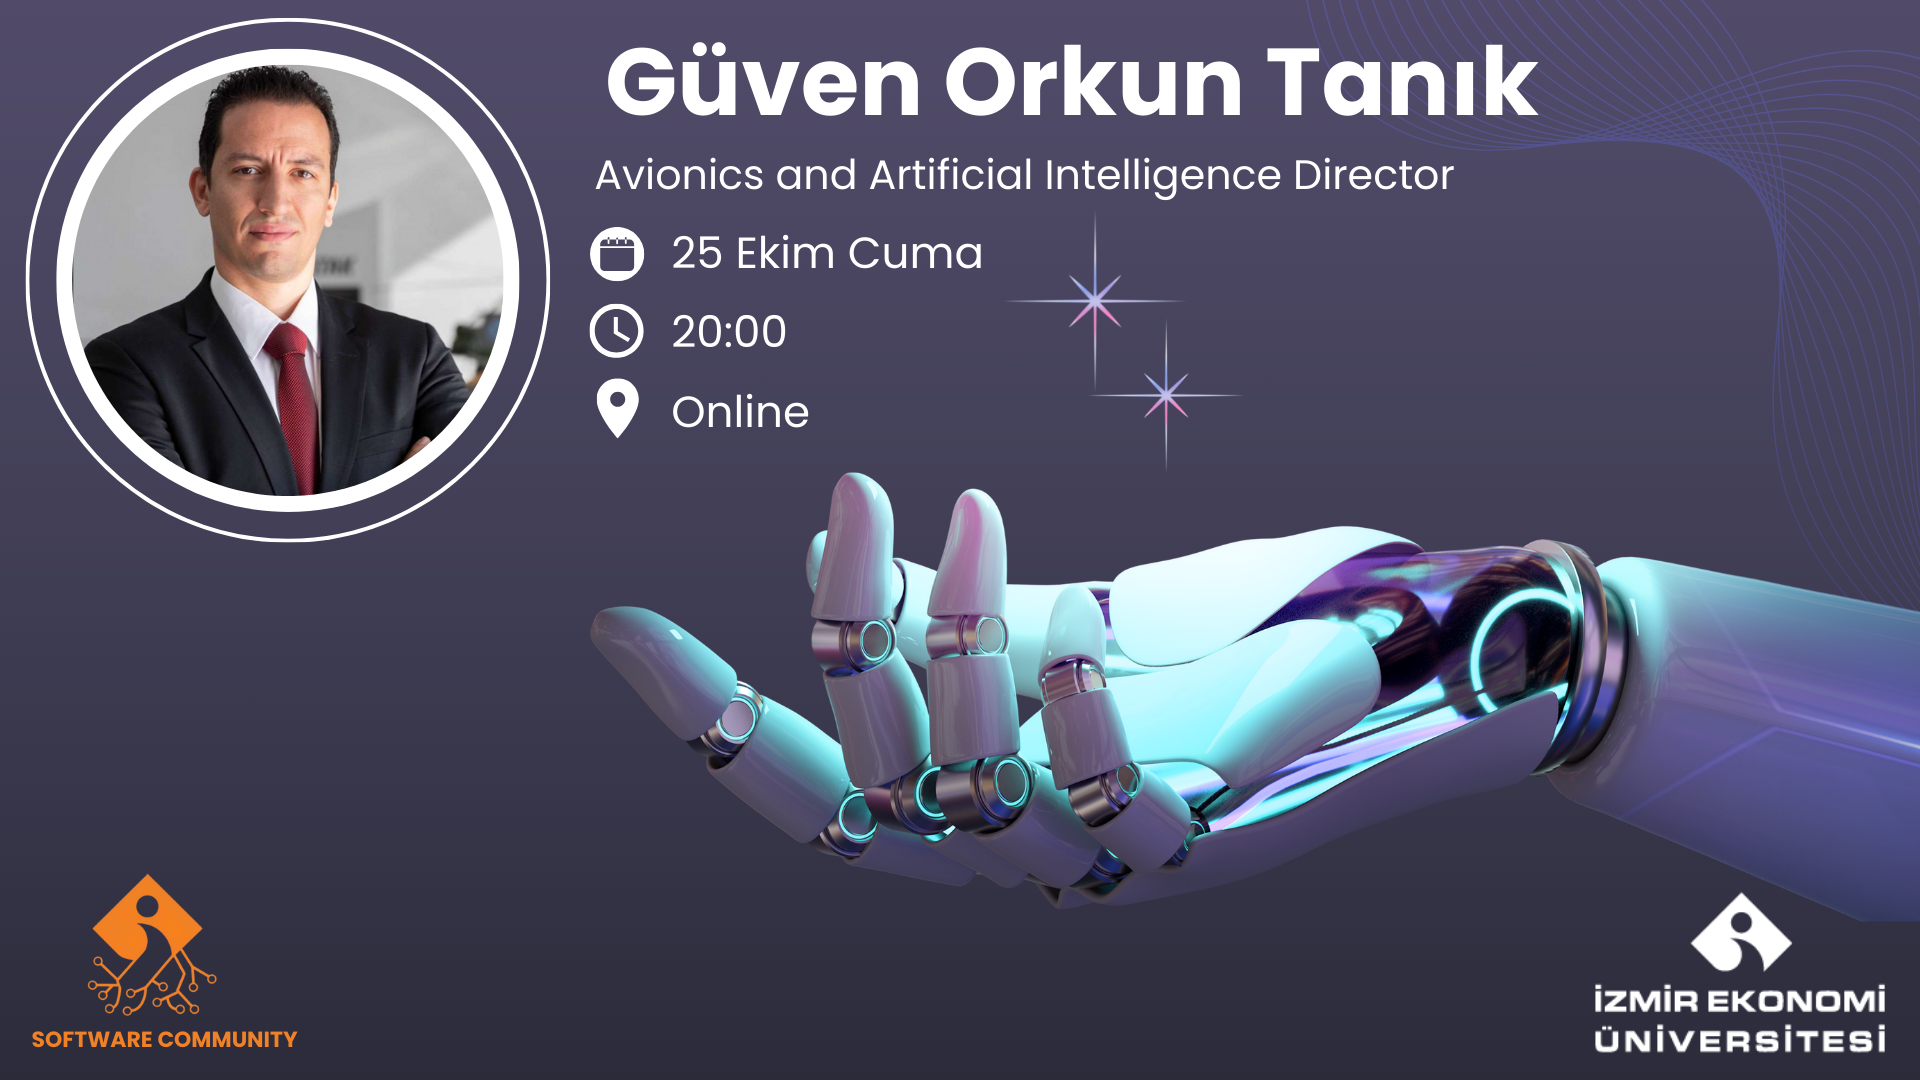 Güven Orkun Tanık
Avionics and Artificial Intelligence Director
25 Ekim Cuma
20:00
Online
SOFTWARE COMMUNITY
İZMİR EKONOMİ
ÜNİVERSİTESİ